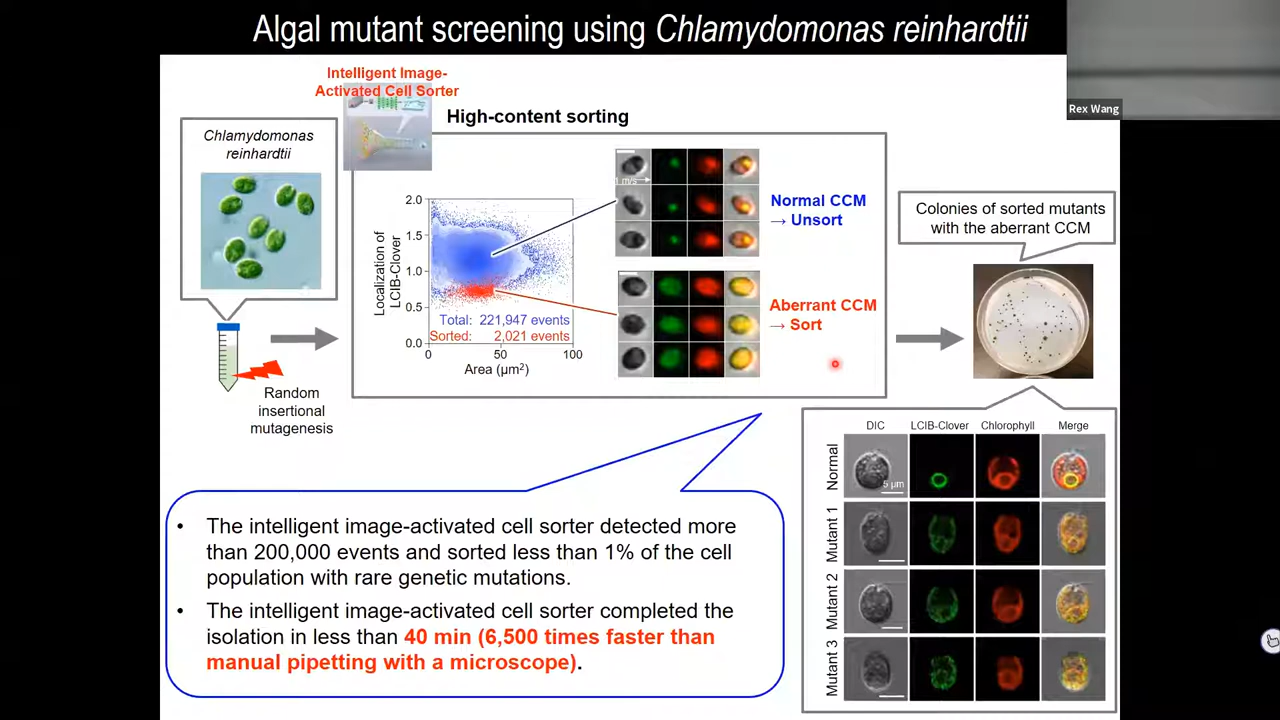 Algal mutant screening using Chlamydomonas reinhardtii
Rex Wang
Intelligent Image-
Activated Cell Sorter
High-content sorting
Chlamydomonas
reinhardtii
Random
insertional
mutagenesis
Localization of
LCIB-Clover
2.0
1.5
1.0
0.5
0.0
0
50
100
Area (µm²)
Total: 221,947 events
Sorted: 2,021 events
1 m/s
Normal CCM
→ Unsort
Aberrant CCM
→ Sort
Colonies of sorted mutants
with the aberrant CCM
DIC
LCIB-Clover
Chlorophyll
Merge
Normal
5 µm
Mutant 1
Mutant 2
Mutant 3
• The intelligent image-activated cell sorter detected more
than 200,000 events and sorted less than 1% of the cell
population with rare genetic mutations.
• The intelligent image-activated cell sorter completed the
isolation in less than 40 min (6,500 times faster than
manual pipetting with a microscope).